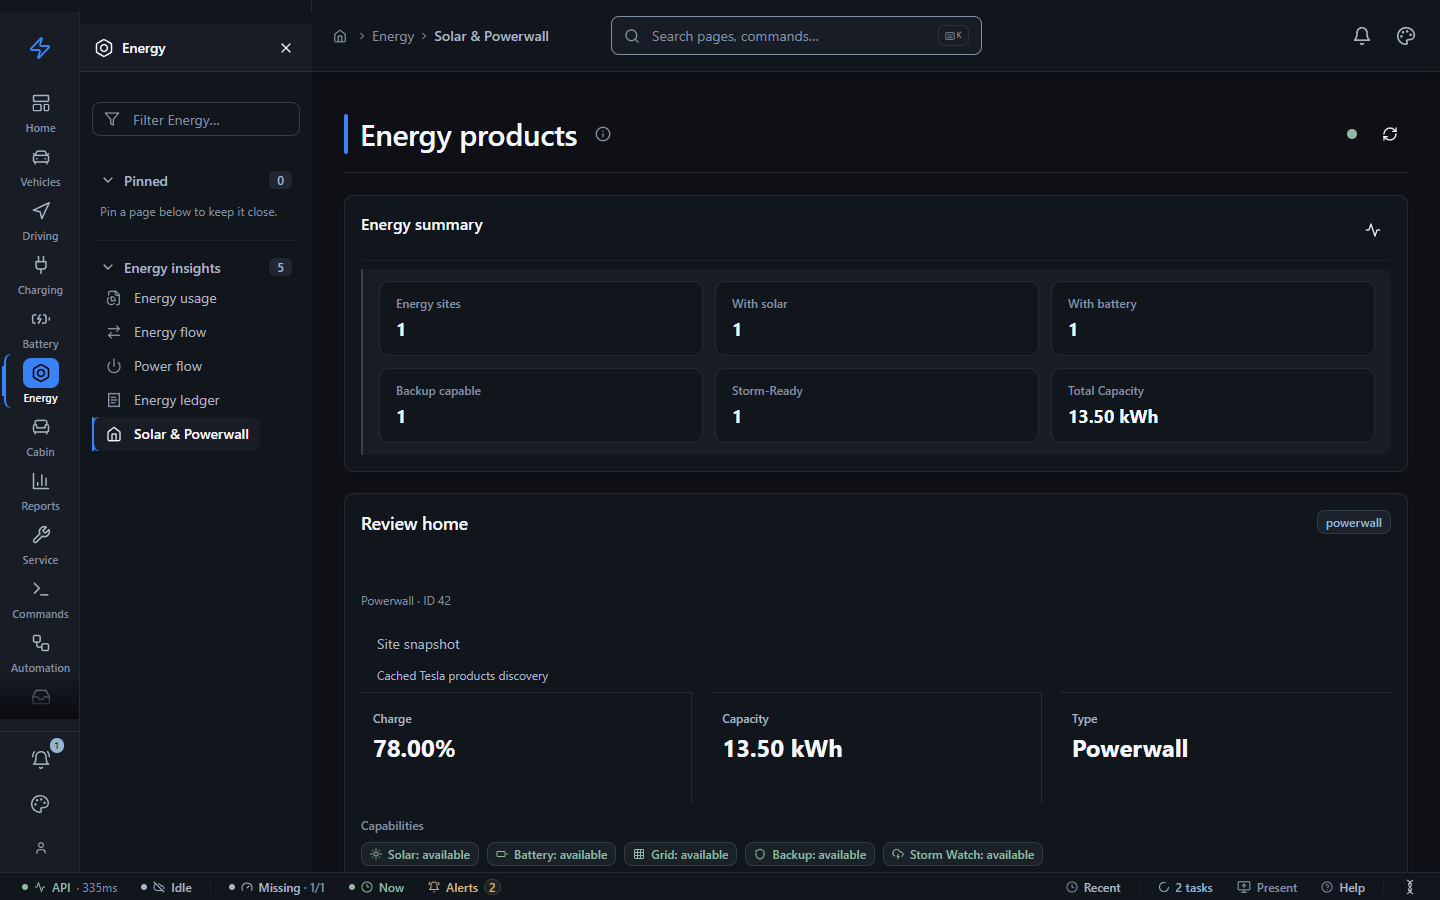 Energy
Energy
Solar & Powerwall
Search pages, commands...
K
Home
Vehicles
Driving
Charging
Battery
Energy
Cabin
Reports
Service
Commands
Automation
1
Filter Energy...
Pinned
0
Pin a page below to keep it close.
Energy insights
5
Energy usage
Energy flow
Power flow
Energy ledger
Solar & Powerwall
Energy products
Energy summary
Energy sites
1
With solar
1
With battery
1
Backup capable
1
Storm-Ready
1
Total Capacity
13.50 kWh
Review home
powerwall
Powerwall · ID 42
Site snapshot
Cached Tesla products discovery
Charge
78.00%
Capacity
13.50 kWh
Type
Powerwall
Capabilities
Solar: available
Battery: available
Grid: available
Backup: available
Storm Watch: available
API · 335ms
Idle
Missing · 1/1
Now
Alerts 2
Recent
2 tasks
Present
Help